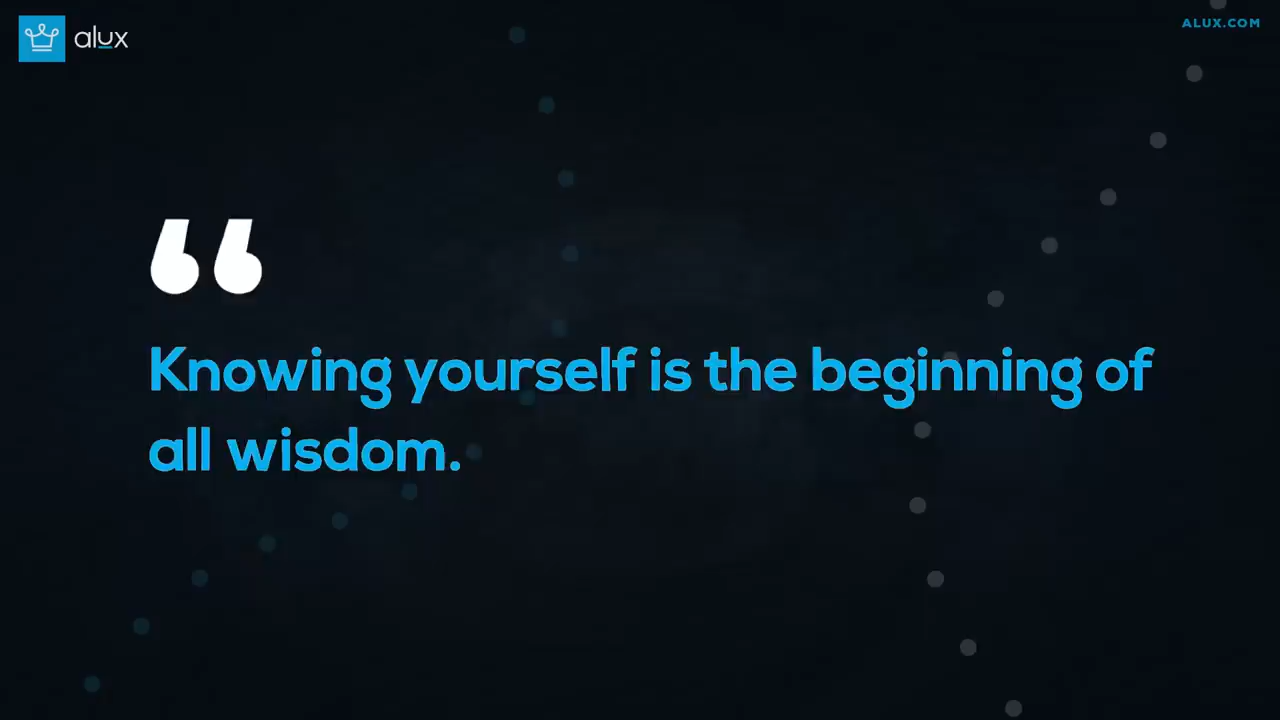 alux
ALUX.COM
“
Knowing yourself is the beginning of
all wisdom.